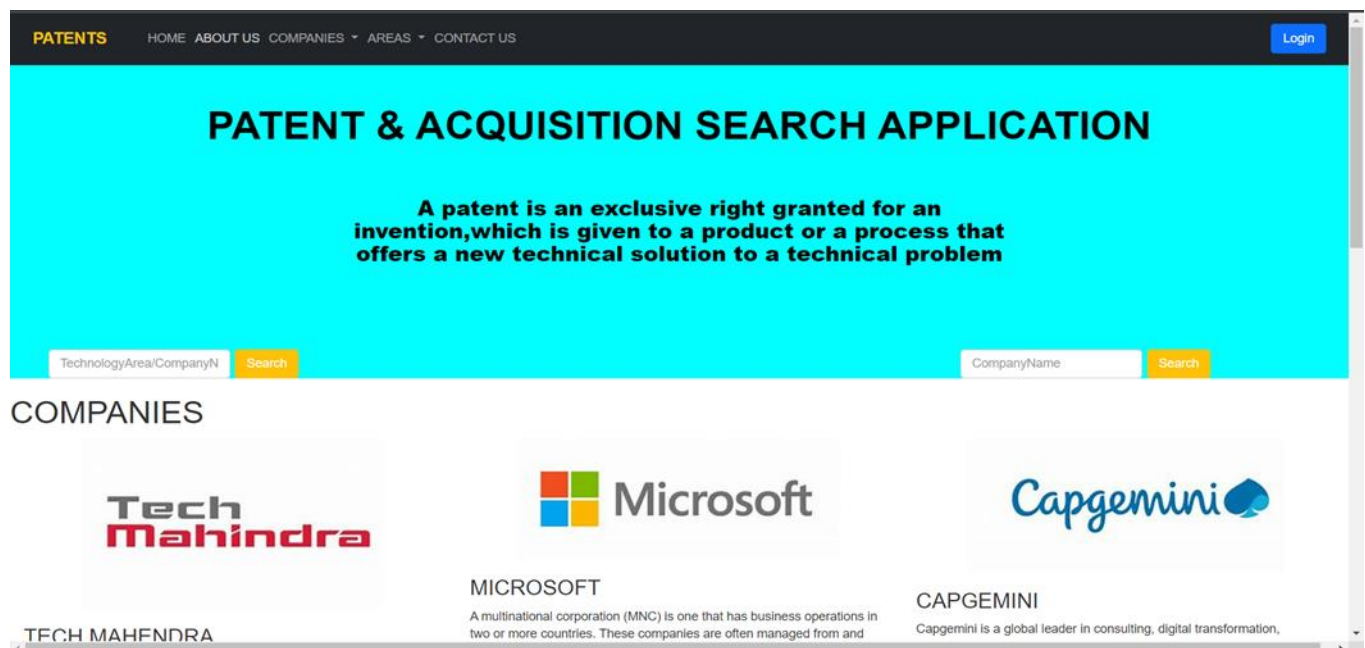 PATENTS HOME ABOUT US COMPANIES AREAS CONTACT US Login
PATENT & ACQUISITION SEARCH APPLICATION
A patent is an exclusive right granted for an
invention,which is given to a product or a process that
offers a new technical solution to a technical problem
TechnologyArea/CompanyN Search CompanyName Search
COMPANIES
Tech
Mahindra
Microsoft
Capgemini
TECH MAHENDRA
MICROSOFT
A multinational corporation (MNC) is one that has business operations in
two or more countries. These companies are often managed from and
CAPGEMINI
Capgemini is a global leader in consulting, digital transformation,